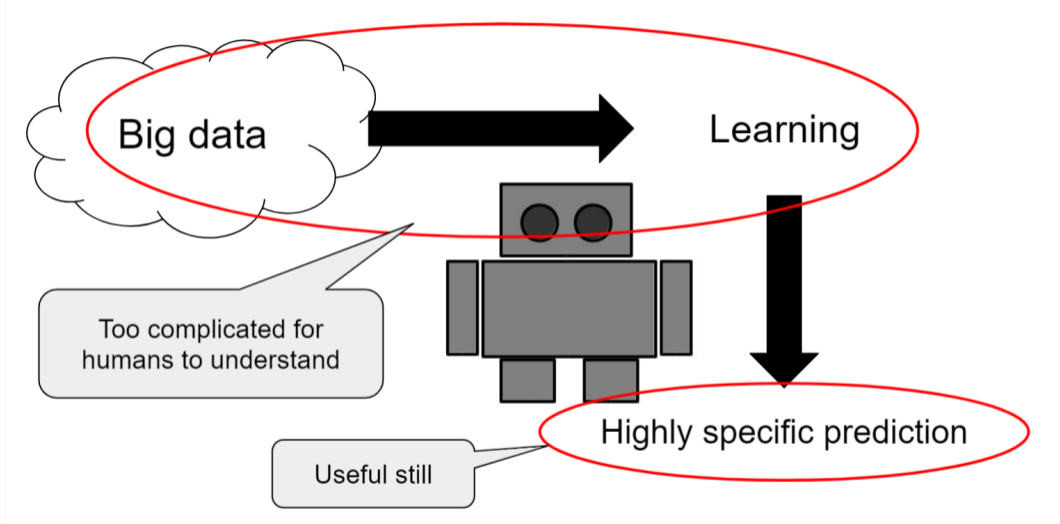 Big data
Learning
Too complicated for
humans to understand
Highly specific prediction
Useful still